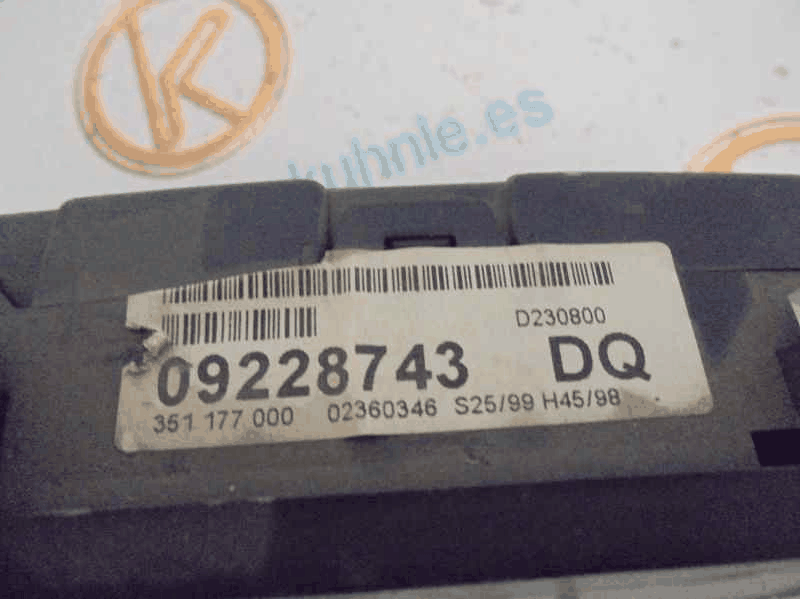 K
kuhnle.es
D230800
09228743 DQ
351 177 000 02360346 S25/99 H45/98